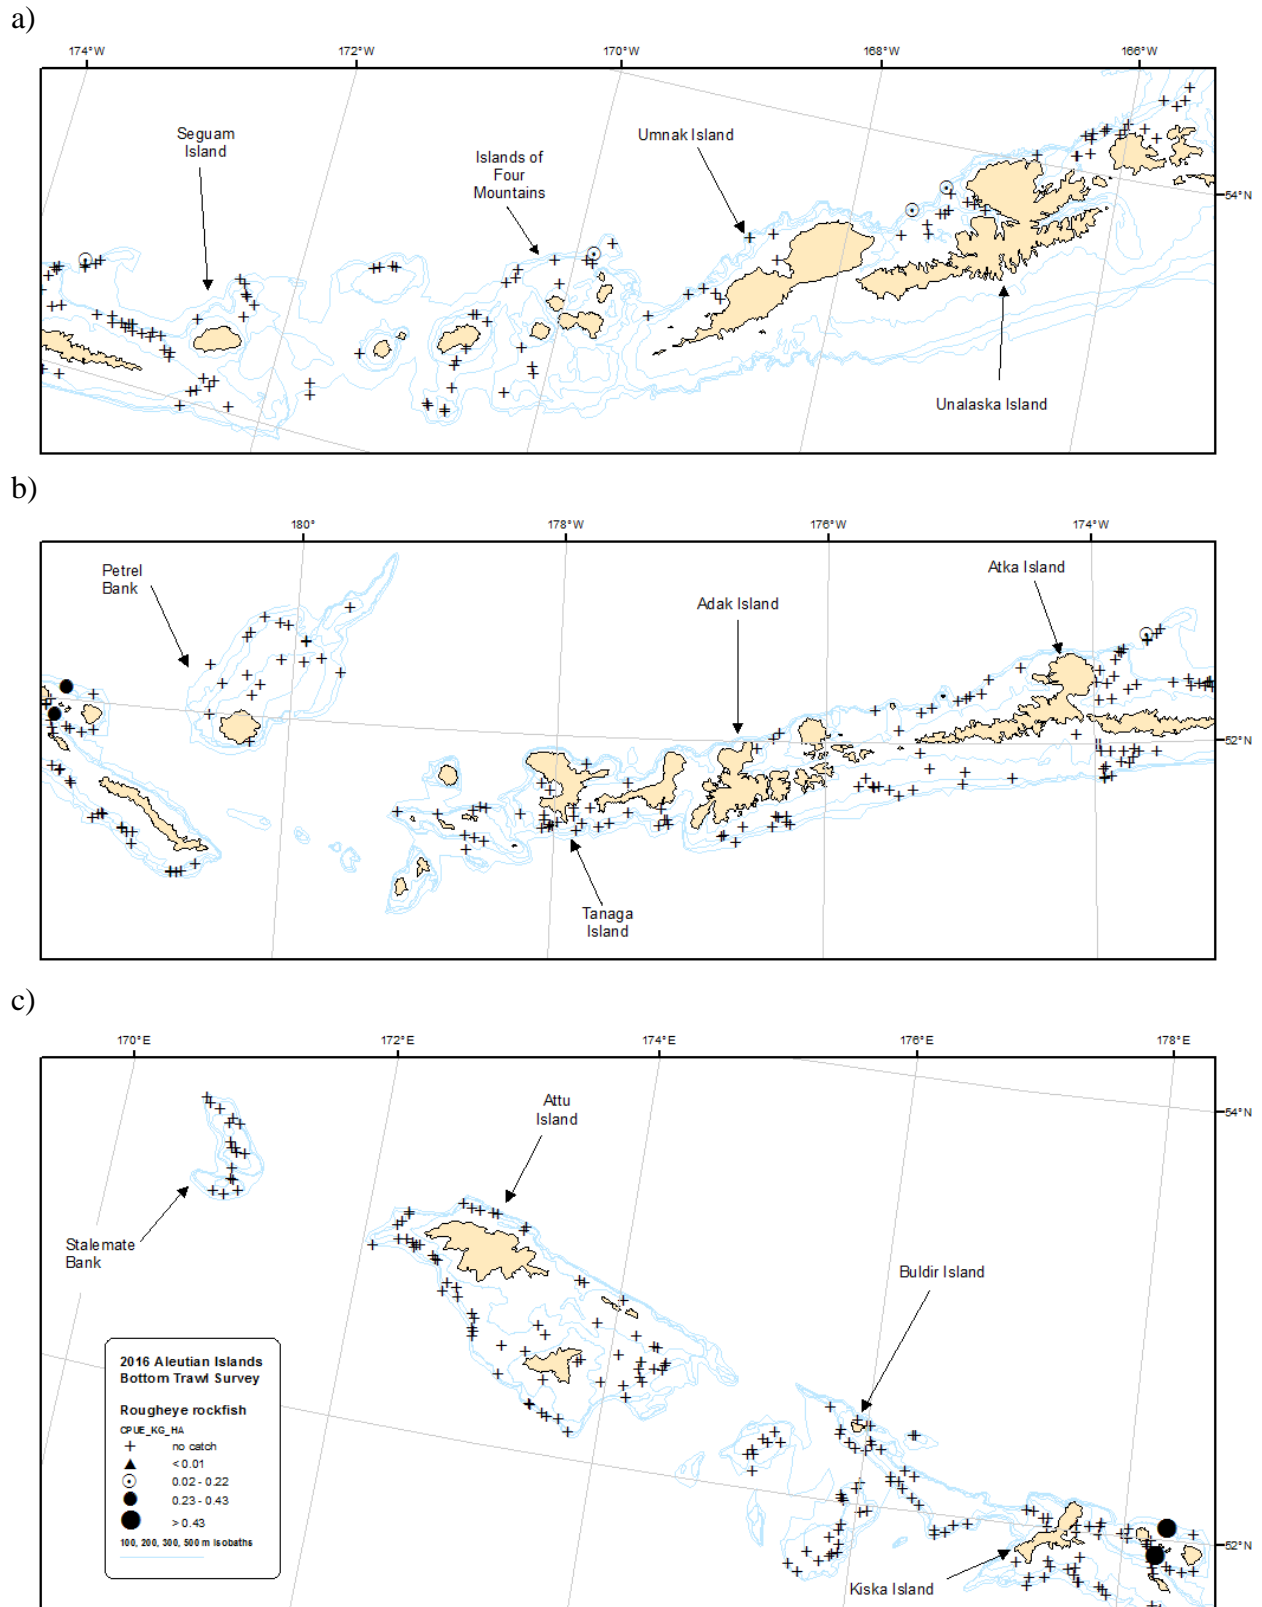 a)
174°W 172°W 170°W 168°W 166°W
Seguam
Island
Islands of
Four
Mountains
Umnak Island
54°N
Unalaska Island
b)
180° 178°W 176°W 174°W
Petrel
Bank
Adak Island
Atka Island
52°N
Tanaga
Island
c)
170°E 172°E 174°E 176°E 178°E
Attu
Island
54°N
Stalemate
Bank
Buldir Island
2016 Aleutian Islands
Bottom Trawl Survey
Rougheye rockfish
CPUE_KG_HA
no catch
< 0.01
0.02 - 0.22
0.23 - 0.43
> 0.43
100, 200, 300, 500 m Isobaths
52°N
Kiska Island